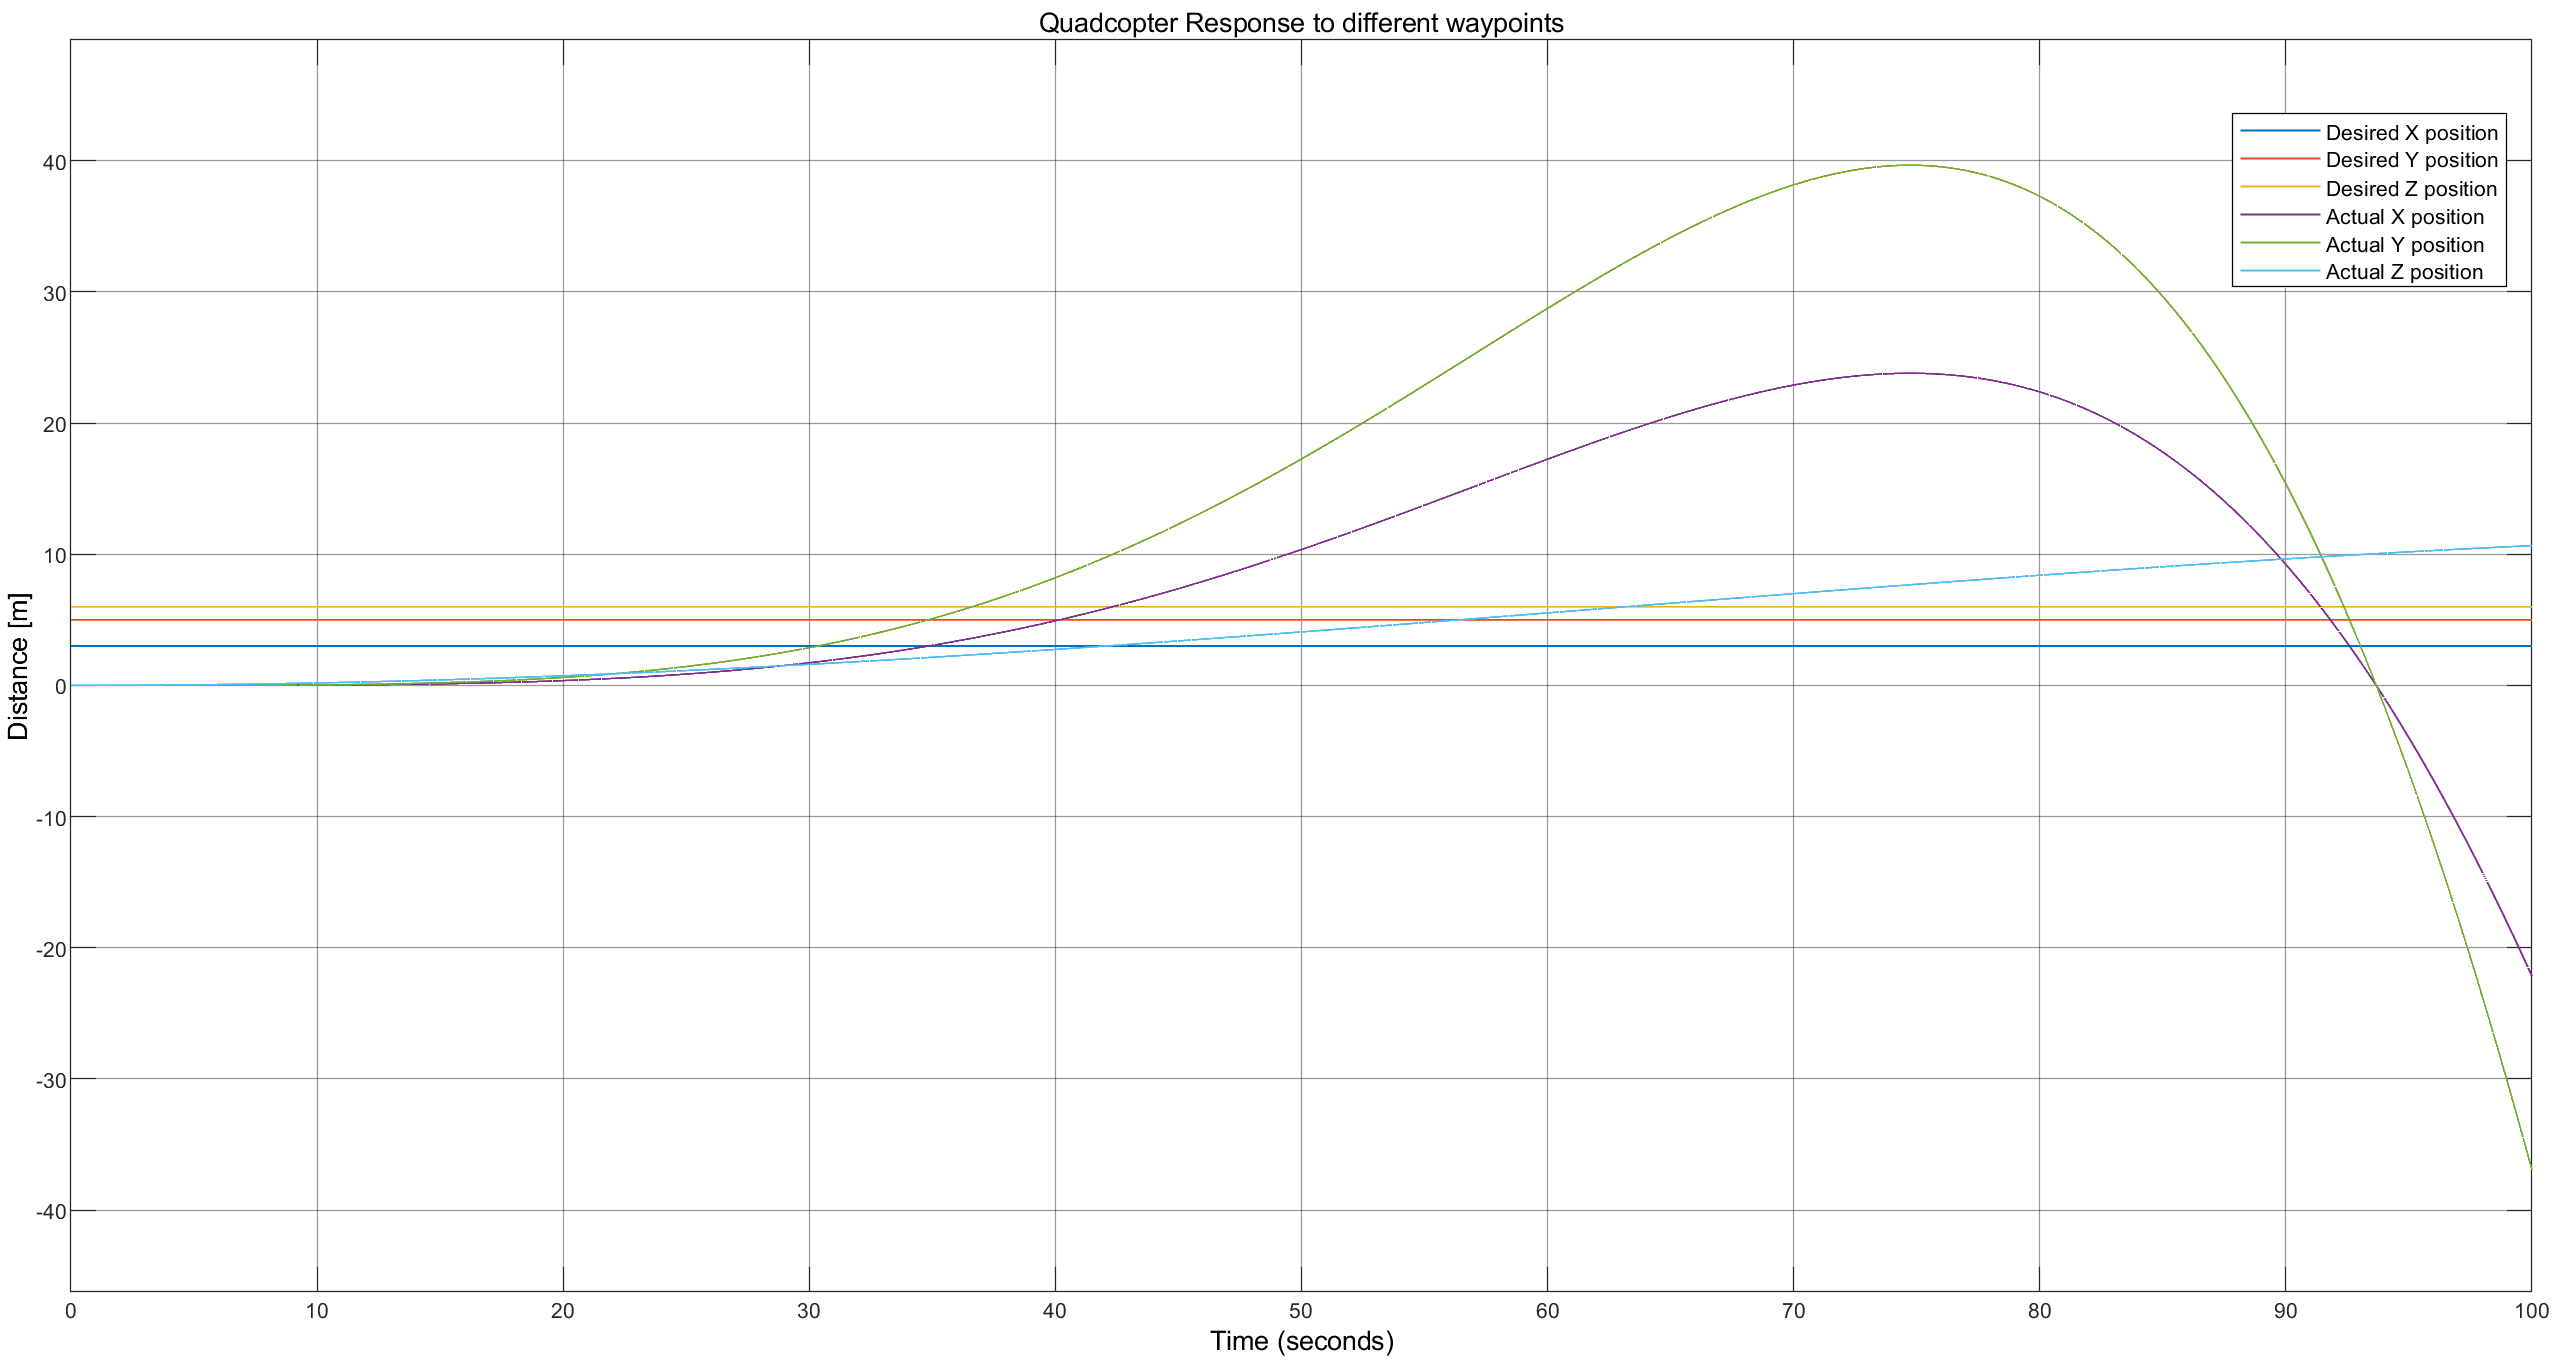 Quadcopter Response to different waypoints
Desired X position
Desired Y position
Desired Z position
Actual X position
Actual Y position
Actual Z position
Distance [m]
40
30
20
10
0
-10
-20
-30
-40
0 10 20 30 40 50 60 70 80 90 100
Time (seconds)